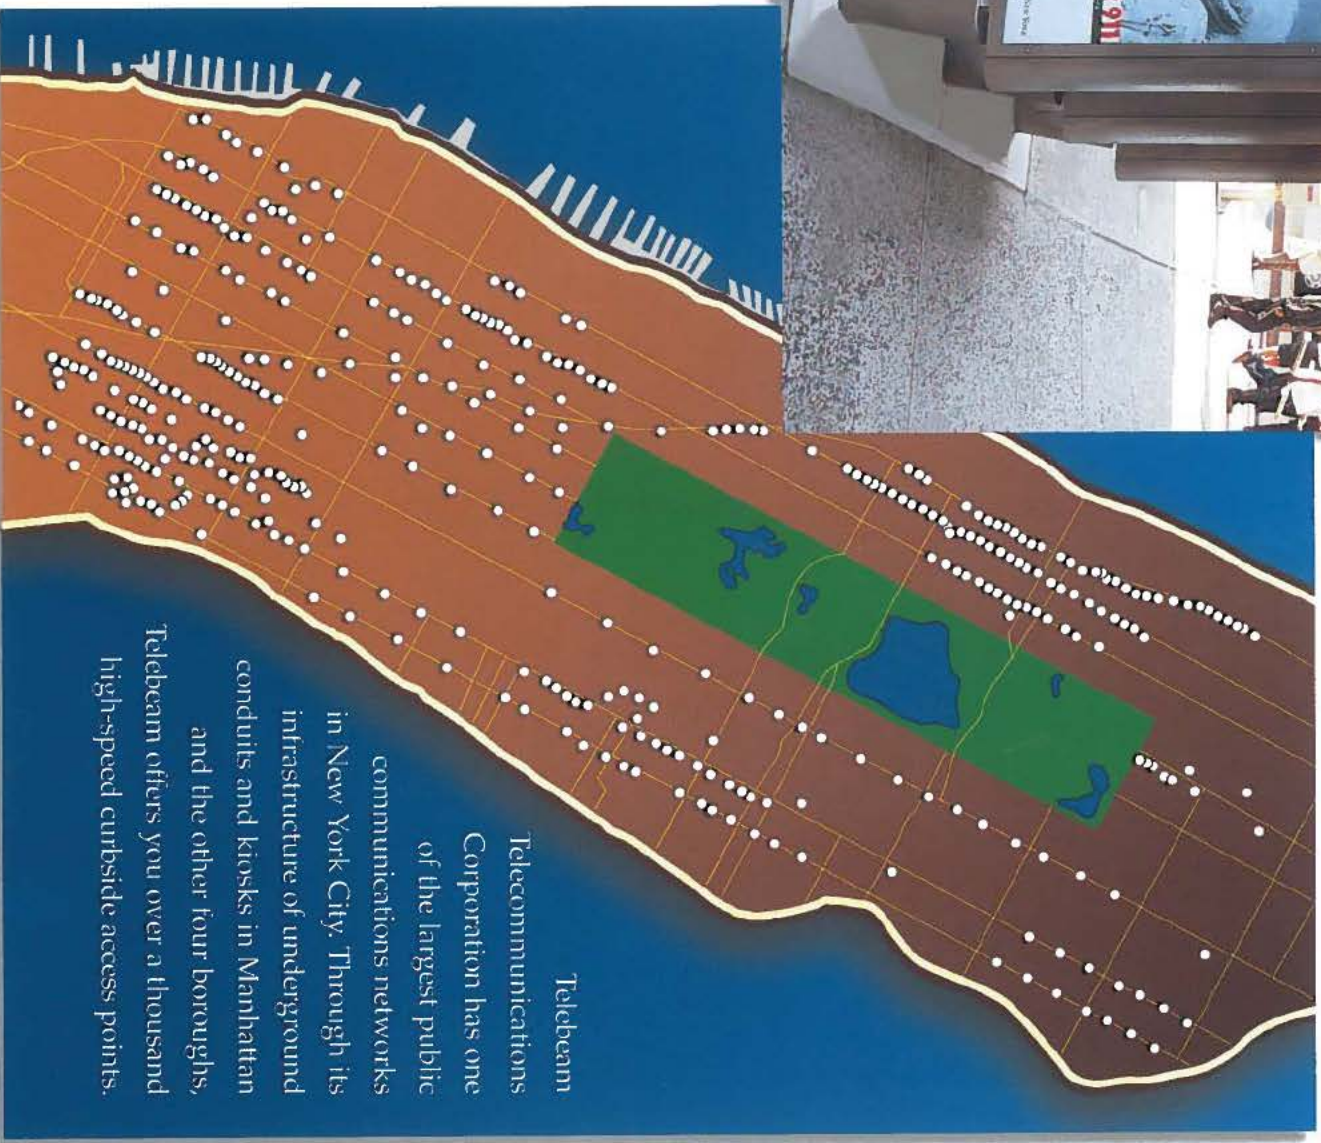 Telebeam
Telecommunications
Corporation has one
of the largest public
communications networks
in New York City. Through its
infrastructure of underground
conduits and kiosks in Manhattan
and the other four boroughs,
Telebeam offers you over a thousand
high-speed curbside access points.
911